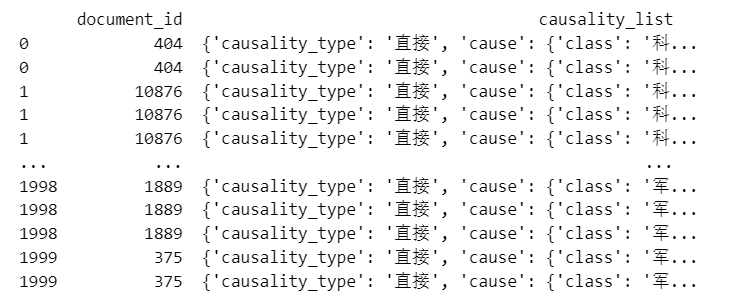 document_id causality_list
0 404 {'causality_type': '直接', 'cause': {'class': '科...
0 404 {'causality_type': '直接', 'cause': {'class': '科...
1 10876 {'causality_type': '直接', 'cause': {'class': '科...
1 10876 {'causality_type': '直接', 'cause': {'class': '科...
1 10876 {'causality_type': '直接', 'cause': {'class': '科...
... ... ...
1998 1889 {'causality_type': '直接', 'cause': {'class': '军...
1998 1889 {'causality_type': '直接', 'cause': {'class': '军...
1998 1889 {'causality_type': '直接', 'cause': {'class': '军...
1999 375 {'causality_type': '直接', 'cause': {'class': '军...
1999 375 {'causality_type': '直接', 'cause': {'class': '军...